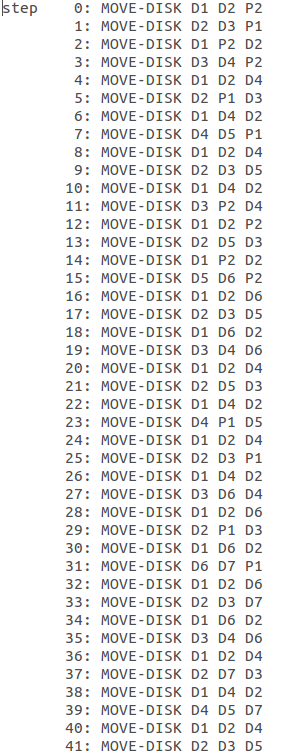 step 0: MOVE-DISK D1 D2 P2
1: MOVE-DISK D2 D3 P1
2: MOVE-DISK D1 P2 D2
3: MOVE-DISK D3 D4 P2
4: MOVE-DISK D1 D2 D4
5: MOVE-DISK D2 P1 D3
6: MOVE-DISK D1 D4 D2
7: MOVE-DISK D4 D5 P1
8: MOVE-DISK D1 D2 D4
9: MOVE-DISK D2 D3 D5
10: MOVE-DISK D1 D4 D2
11: MOVE-DISK D3 P2 D4
12: MOVE-DISK D1 D2 P2
13: MOVE-DISK D2 D5 D3
14: MOVE-DISK D1 P2 D2
15: MOVE-DISK D5 D6 P2
16: MOVE-DISK D1 D2 D6
17: MOVE-DISK D2 D3 D5
18: MOVE-DISK D1 D6 D2
19: MOVE-DISK D3 D4 D6
20: MOVE-DISK D1 D2 D4
21: MOVE-DISK D2 D5 D3
22: MOVE-DISK D1 D4 D2
23: MOVE-DISK D4 P1 D5
24: MOVE-DISK D1 D2 D4
25: MOVE-DISK D2 D3 P1
26: MOVE-DISK D1 D4 D2
27: MOVE-DISK D3 D6 D4
28: MOVE-DISK D1 D2 D6
29: MOVE-DISK D2 P1 D3
30: MOVE-DISK D1 D6 D2
31: MOVE-DISK D6 D7 P1
32: MOVE-DISK D1 D2 D6
33: MOVE-DISK D2 D3 D7
34: MOVE-DISK D1 D6 D2
35: MOVE-DISK D3 D4 D6
36: MOVE-DISK D1 D2 D4
37: MOVE-DISK D2 D7 D3
38: MOVE-DISK D1 D4 D2
39: MOVE-DISK D4 D5 D7
40: MOVE-DISK D1 D2 D4
41: MOVE-DISK D2 D3 D5